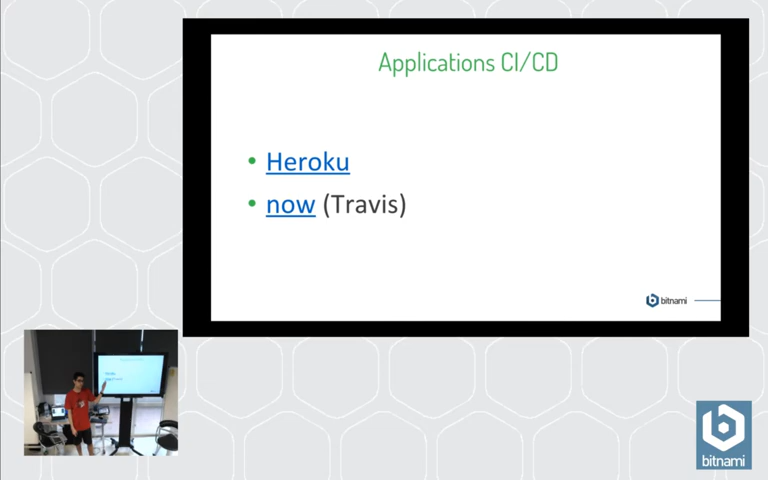 Applications CI/CD
• Heroku
• now (Travis)
bitnami
bitnami